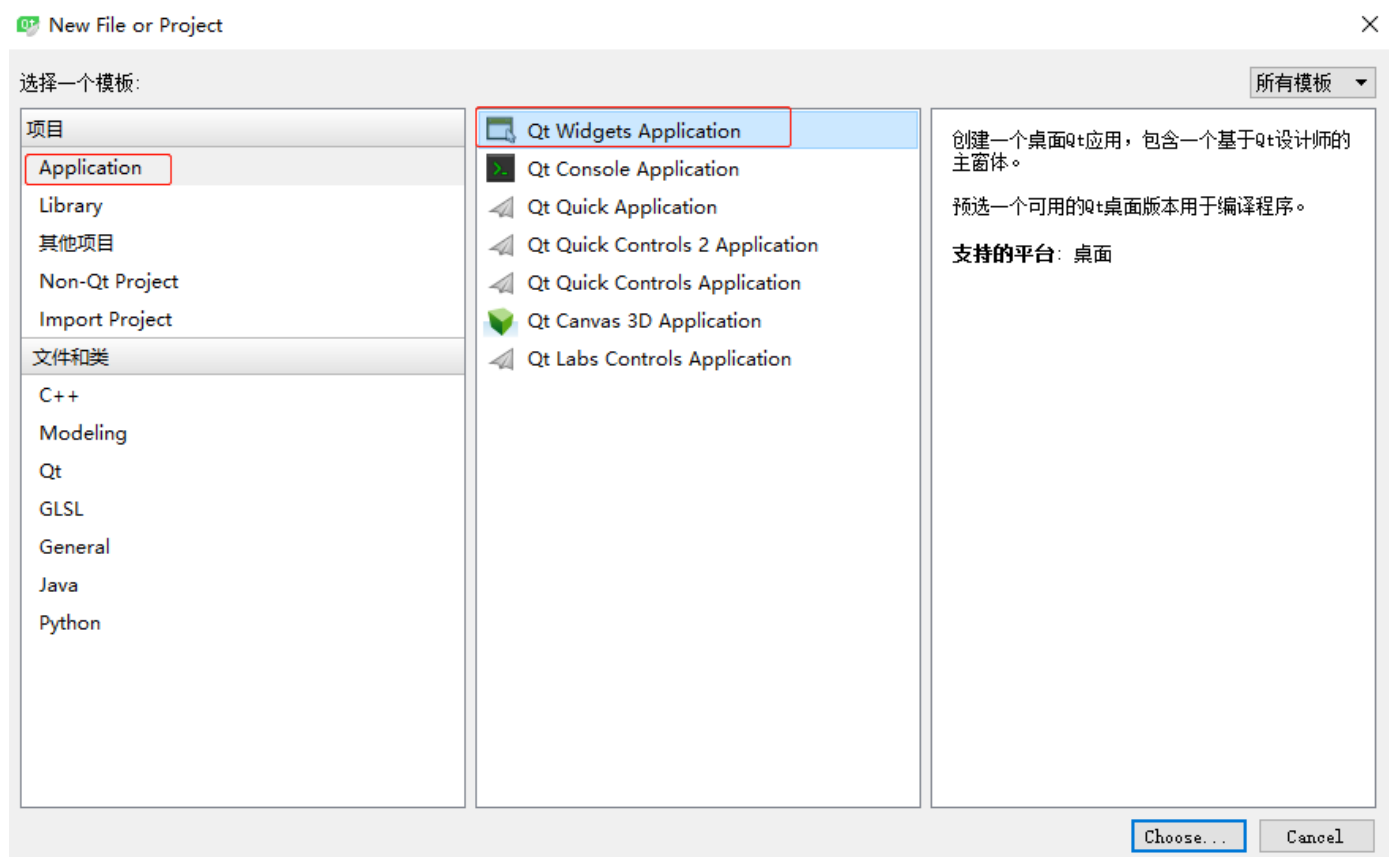 New File or Project
选择一个模板:
所有模板
项目
Application
Library
其他项目
Non-Qt Project
Import Project
文件和类
C++
Modeling
Qt
GLSL
General
Java
Python
Qt Widgets Application
Qt Console Application
Qt Quick Application
Qt Quick Controls 2 Application
Qt Quick Controls Application
Qt Canvas 3D Application
Qt Labs Controls Application
创建一个桌面Qt应用，包含一个基于Qt设计师的
主窗体。
预选一个可用的Qt桌面版本用于编译程序。
支持的平台: 桌面
Choose...
Cancel